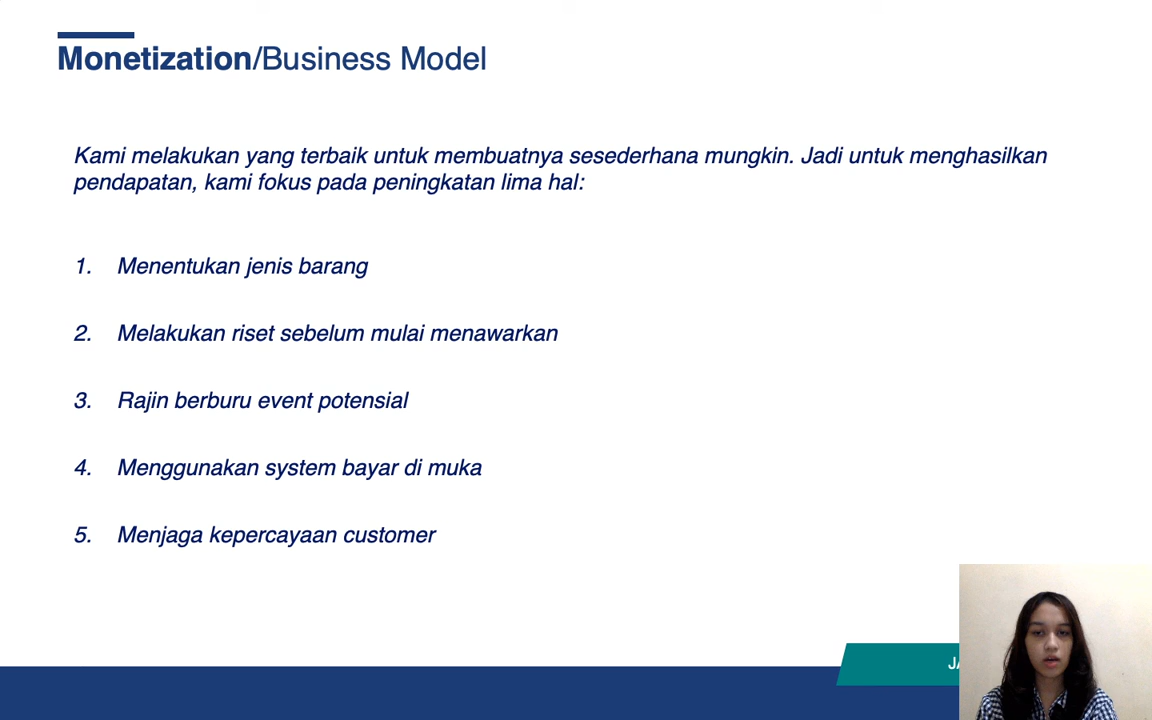 Monetization/Business Model
Kami melakukan yang terbaik untuk membuatnya sesederhana mungkin. Jadi untuk menghasilkan
pendapatan, kami fokus pada peningkatan lima hal:
1. Menentukan jenis barang
2. Melakukan riset sebelum mulai menawarkan
3. Rajin berburu event potensial
4. Menggunakan system bayar di muka
5. Menjaga kepercayaan customer